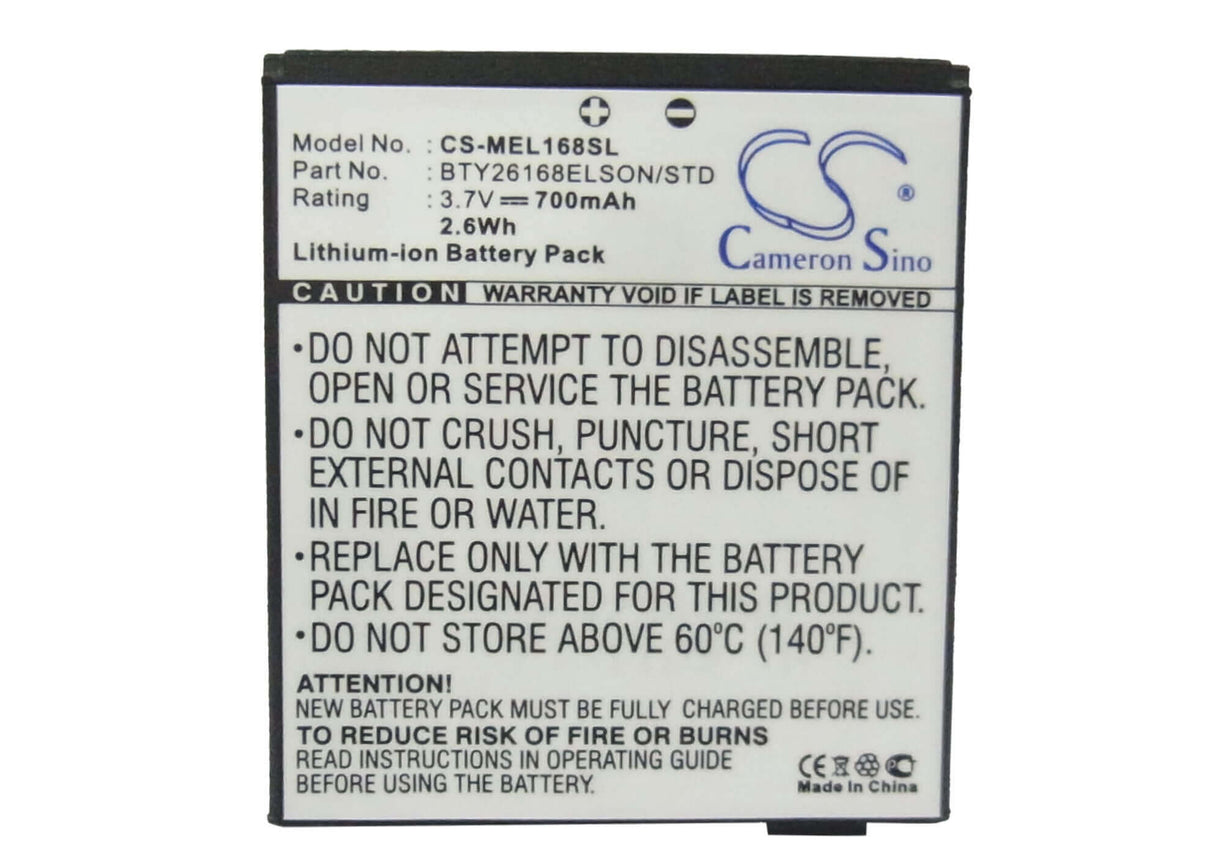 Model No. : CS-MEL168SL
Part No. : BTY26168ELSON/STD
Rating : 3.7V 700mAh
2.6Wh
Lithium-ion Battery Pack
CS ®
Cameron Sino
CAUTION WARRANTY VOID IF LABEL IS REMOVED
•DO NOT ATTEMPT TO DISASSEMBLE,
OPEN OR SERVICE THE BATTERY PACK.
•DO NOT CRUSH, PUNCTURE, SHORT
EXTERNAL CONTACTS OR DISPOSE OF
IN FIRE OR WATER.
•REPLACE ONLY WITH THE BATTERY
PACK DESIGNATED FOR THIS PRODUCT.
•DO NOT STORE ABOVE 60°C (140°F).
ATTENTION!
NEW BATTERY PACK MUST BE FULLY CHARGED BEFORE USE.
TO REDUCE RISK OF FIRE OR BURNS
READ INSTRUCTIONS IN OPERATING GUIDE
BEFORE USING THE BATTERY.
CE
Made In China